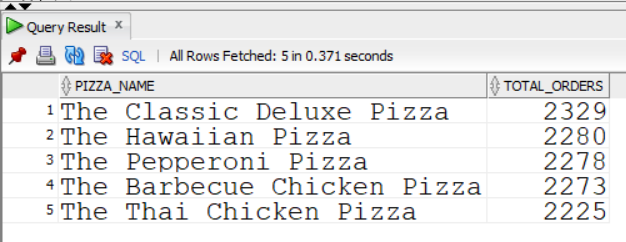 Query Result x
SQL | All Rows Fetched: 5 in 0.371 seconds
PIZZA_NAME TOTAL_ORDERS
1 The Classic Deluxe Pizza 2329
2 The Hawaiian Pizza 2280
3 The Pepperoni Pizza 2278
4 The Barbecue Chicken Pizza 2273
5 The Thai Chicken Pizza 2225